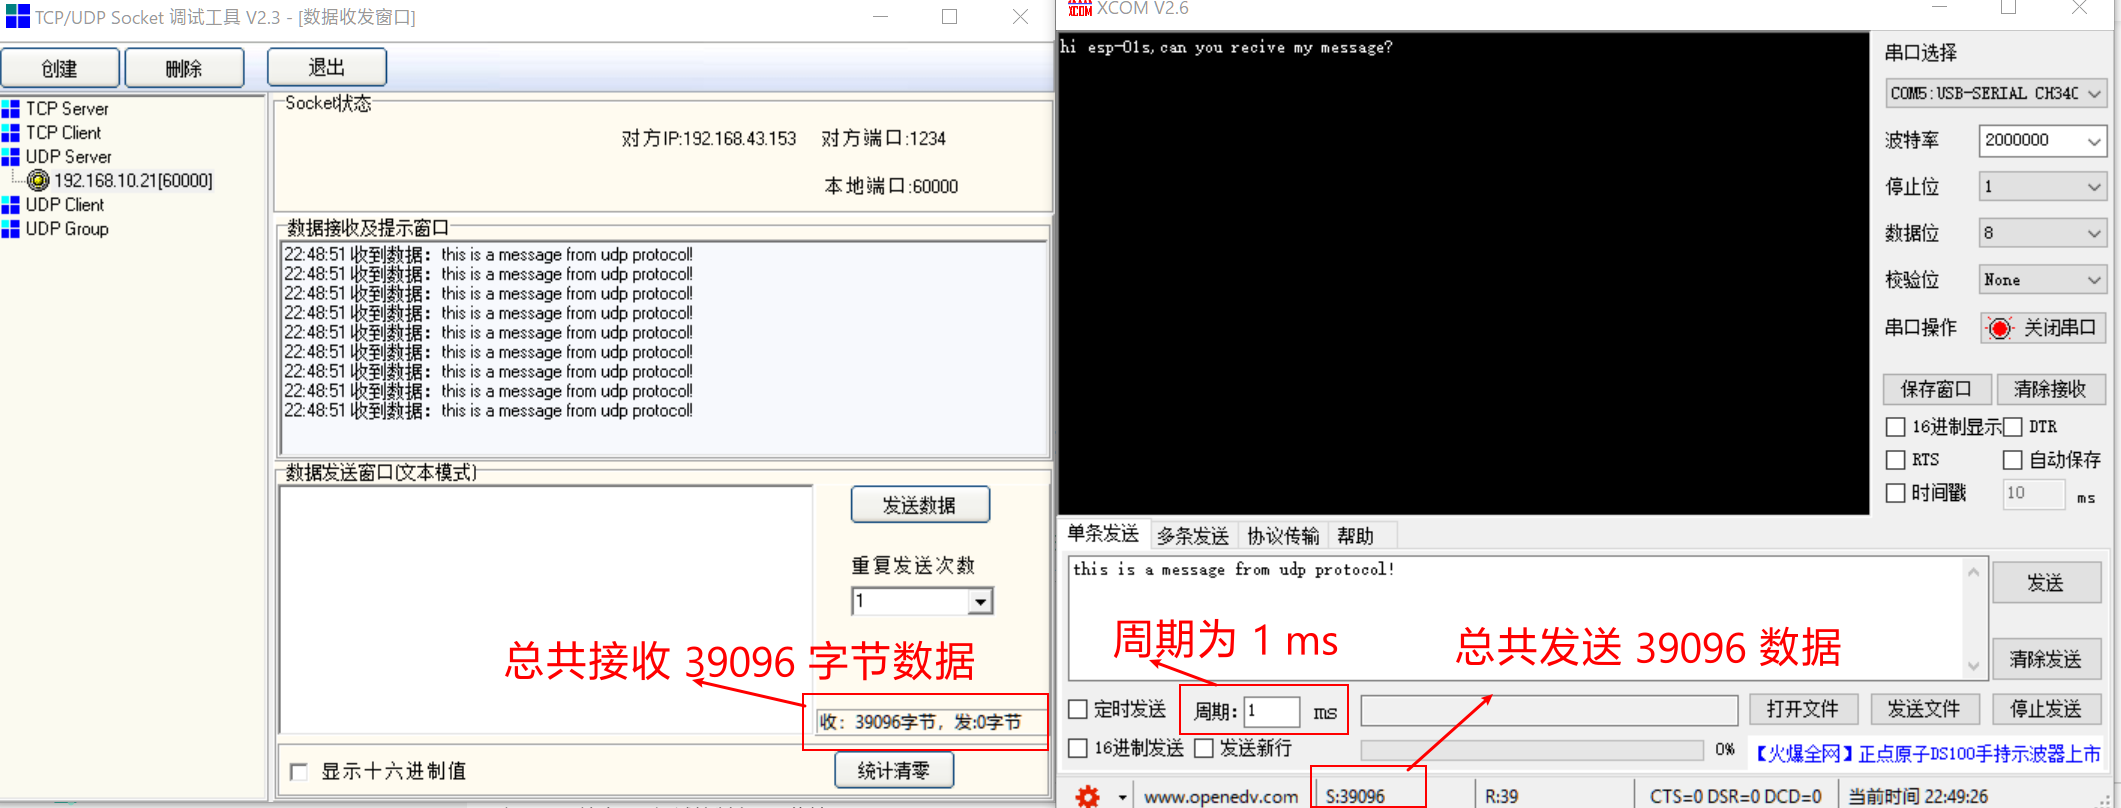 TCP/UDP Socket 调试工具 V2.3 - [数据收发窗口]
创建
删除
退出
TCP Server
TCP Client
UDP Server
192.168.10.21[60000]
UDP Client
UDP Group
Socket状态
对方IP:192.168.43.153
对方端口:1234
本地端口:60000
数据接收及提示窗口
22:48:51 收到数据：this is a message from udp protocol!
22:48:51 收到数据：this is a message from udp protocol!
22:48:51 收到数据：this is a message from udp protocol!
22:48:51 收到数据：this is a message from udp protocol!
22:48:51 收到数据：this is a message from udp protocol!
22:48:51 收到数据：this is a message from udp protocol!
22:48:51 收到数据：this is a message from udp protocol!
22:48:51 收到数据：this is a message from udp protocol!
22:48:51 收到数据：this is a message from udp protocol!
数据发送窗口(文本模式)
发送数据
重复发送次数
1
总共接收 39096 字节数据
收：39096字节，发:0字节
显示十六进制值
统计清零
XCOM V2.6
hi esp-01s,can you recive my message?
串口选择
COM5:USB-SERIAL CH340
波特率
2000000
停止位
1
数据位
8
校验位
None
串口操作
关闭串口
保存窗口
清除接收
16进制显示
DTR
RTS
自动保存
时间戳
10
ms
单条发送
多条发送
协议传输
帮助
this is a message from udp protocol!
发送
清除发送
周期为 1 ms
总共发送 39096 数据
定时发送
周期：
1
ms
打开文件
发送文件
停止发送
16进制发送
发送新行
0%
【火爆全网】正点原子DS100手持示波器上市
www.openedv.com
S:39096
R:39
CTS=0 DSR=0 DCD=0
当前时间 22:49:26